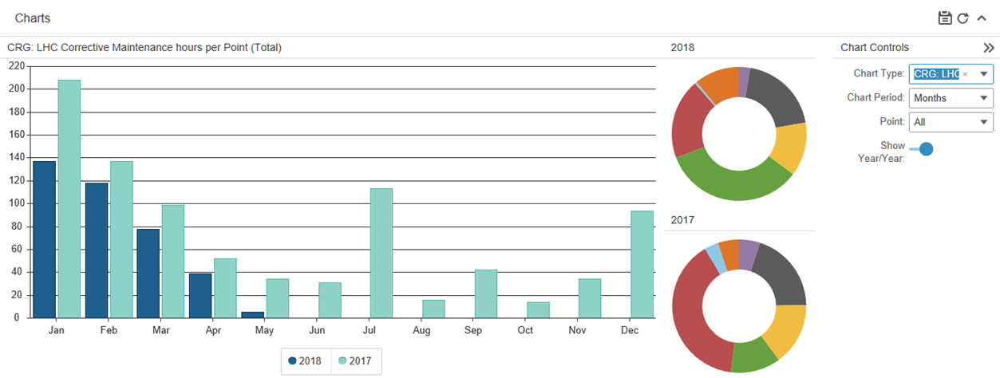 Charts
CRG: LHC Corrective Maintenance hours per Point (Total)
220
200
180
160
140
120
100
80
60
40
20
0
Jan Feb Mar Apr May Jun Jul Aug Sep Oct Nov Dec
2018 2017
2018
2017
Chart Controls
Chart Type: CRG: LHC ×
Chart Period: Months
Point: All
Show
Year/Year: